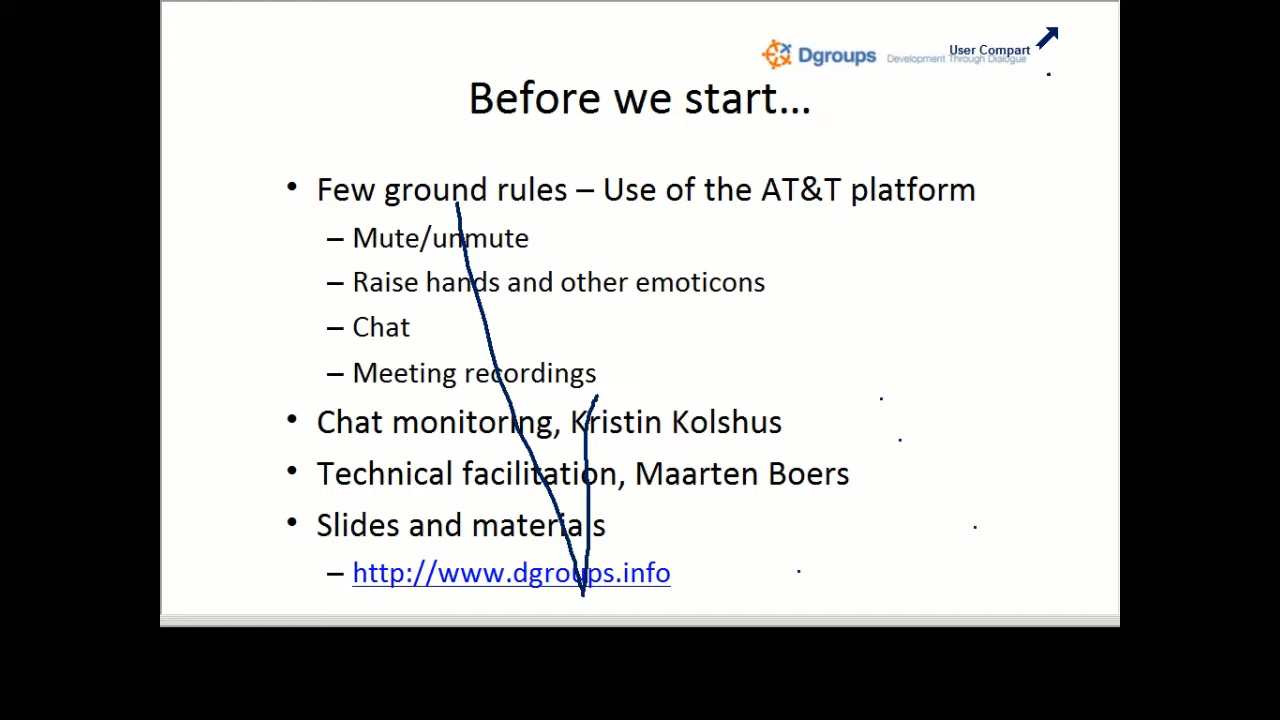 Dgroups Development Through Dialogue
User Compart
Before we start...
• Few ground rules – Use of the AT&T platform
– Mute/unmute
– Raise hands and other emoticons
– Chat
– Meeting recordings
• Chat monitoring, Kristin Kolshus
• Technical facilitation, Maarten Boers
• Slides and materials
– http://www.dgroups.info